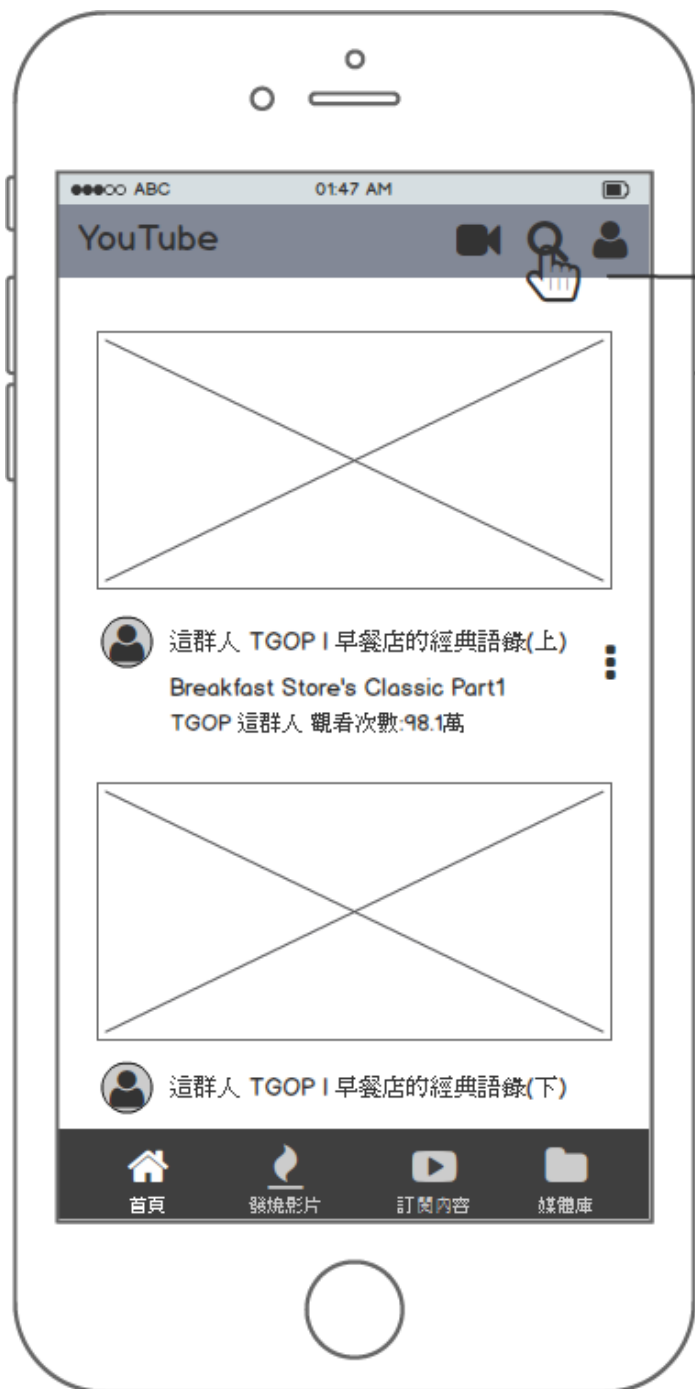 ABC
01:47 AM
YouTube
這群人 TGOP I 早餐店的經典語錄(上)
Breakfast Store's Classic Part1
TGOP 這群人 觀看次數:98.1萬
這群人 TGOP I 早餐店的經典語錄(下)
首頁
發燒影片
訂閱內容
媒體庫